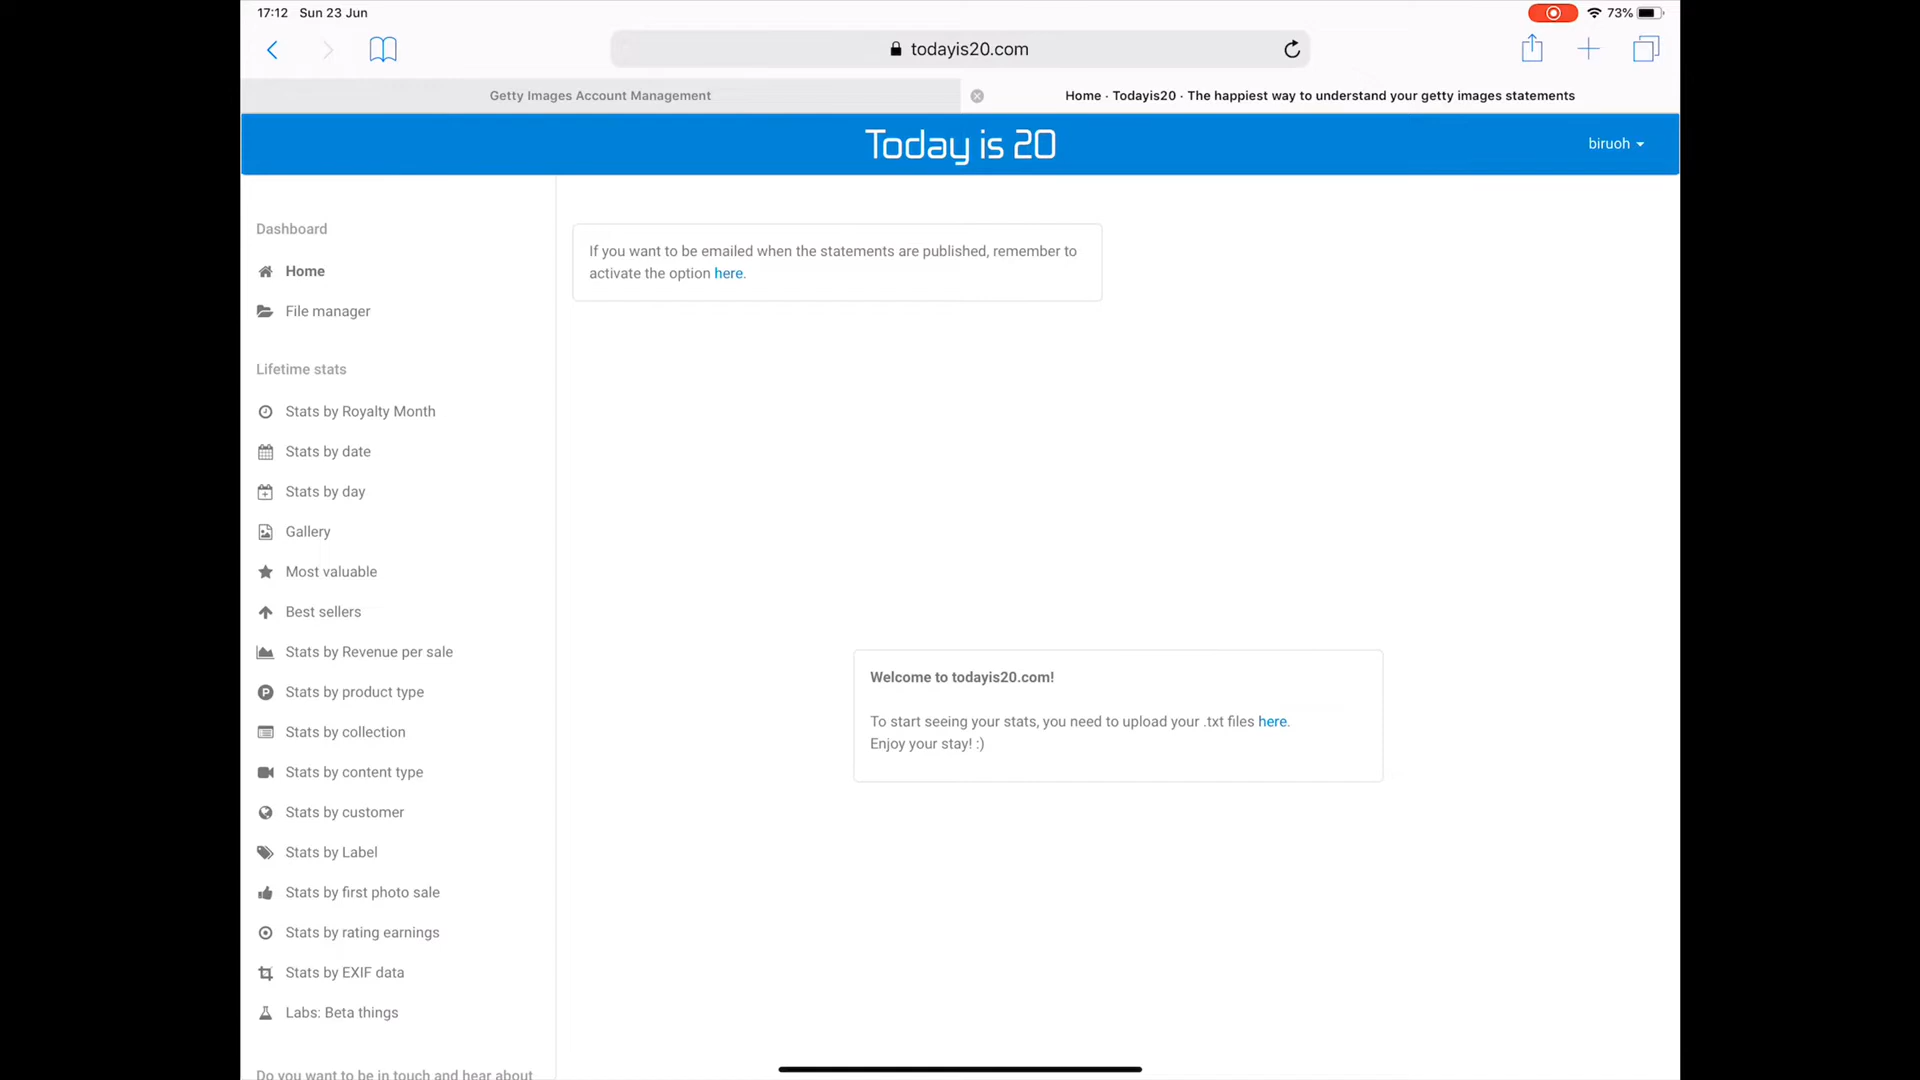 17:12 Sun 23 Jun
73%
todayis20.com
Getty Images Account Management
Home · Todayis20 · The happiest way to understand your getty images statements
Today is 20
biruoh
Dashboard
Home
File manager
Lifetime stats
Stats by Royalty Month
Stats by date
Stats by day
Gallery
Most valuable
Best sellers
Stats by Revenue per sale
Stats by product type
Stats by collection
Stats by content type
Stats by customer
Stats by Label
Stats by first photo sale
Stats by rating earnings
Stats by EXIF data
Labs: Beta things
Do you want to be in touch and hear about
If you want to be emailed when the statements are published, remember to
activate the option here.
Welcome to todayis20.com!
To start seeing your stats, you need to upload your .txt files here.
Enjoy your stay! :)